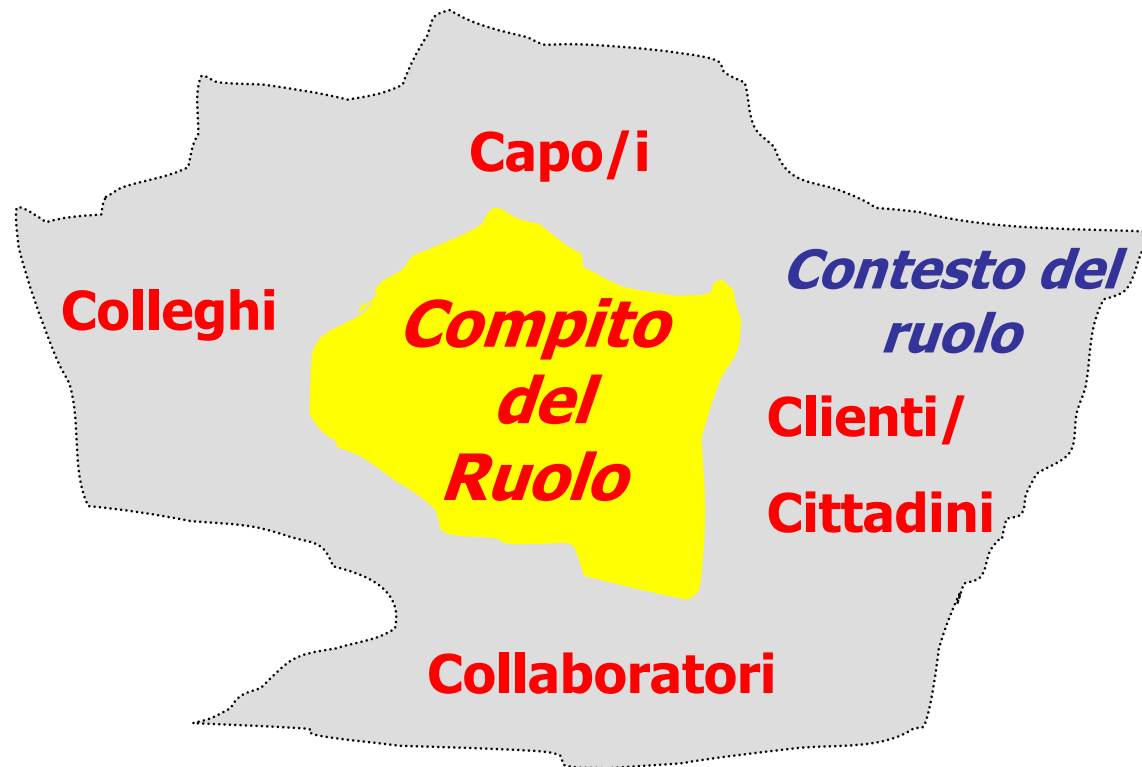 Capo/i
Contesto del
ruolo
Colleghi
Compito
del
Ruolo
Clienti/
Cittadini
Collaboratori